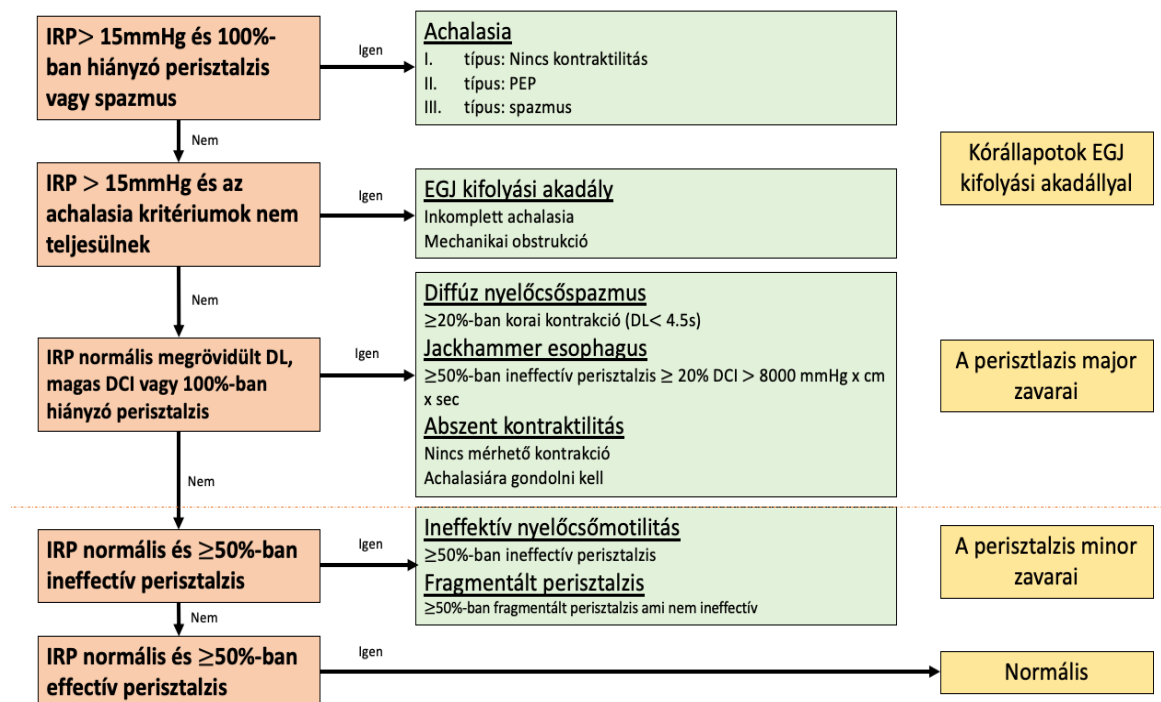 IRP> 15mmHg és 100%-
ban hiányzó perisztalzis
vagy spazmus
Igen
Achalasia
I. típus: Nincs kontraktilitás
II. típus: PEP
III. típus: spazmus
Nem
Kórállapotok EGJ
kifolyási akadállyal
IRP > 15mmHg és az
achalasia kritériumok nem
teljesülnek
Igen
EGJ kifolyási akadály
Inkomplett achalasia
Mechanikai obstrukció
Nem
IRP normális megrövidült DL,
magas DCI vagy 100%-ban
hiányzó perisztalzis
Igen
Diffúz nyelőcsőspazmus
≥20%-ban korai kontrakció (DL< 4.5s)
Jackhammer esophagus
≥50%-ban ineffectív perisztalzis ≥ 20% DCI > 8000 mmHg x cm
x sec
Abszent kontraktilitás
Nincs mérhető kontrakció
Achalasiára gondolni kell
A perisztlazis major
zavarai
Nem
IRP normális és ≥50%-ban
ineffectív perisztalzis
Igen
Ineffektív nyelőcsőmotilitás
≥50%-ban ineffectív perisztalzis
Fragmentált perisztalzis
≥50%-ban fragmentált perisztalzis ami nem ineffectív
A perisztalzis minor
zavarai
Nem
IRP normális és ≥50%-ban
effectív perisztalzis
Igen
Normális